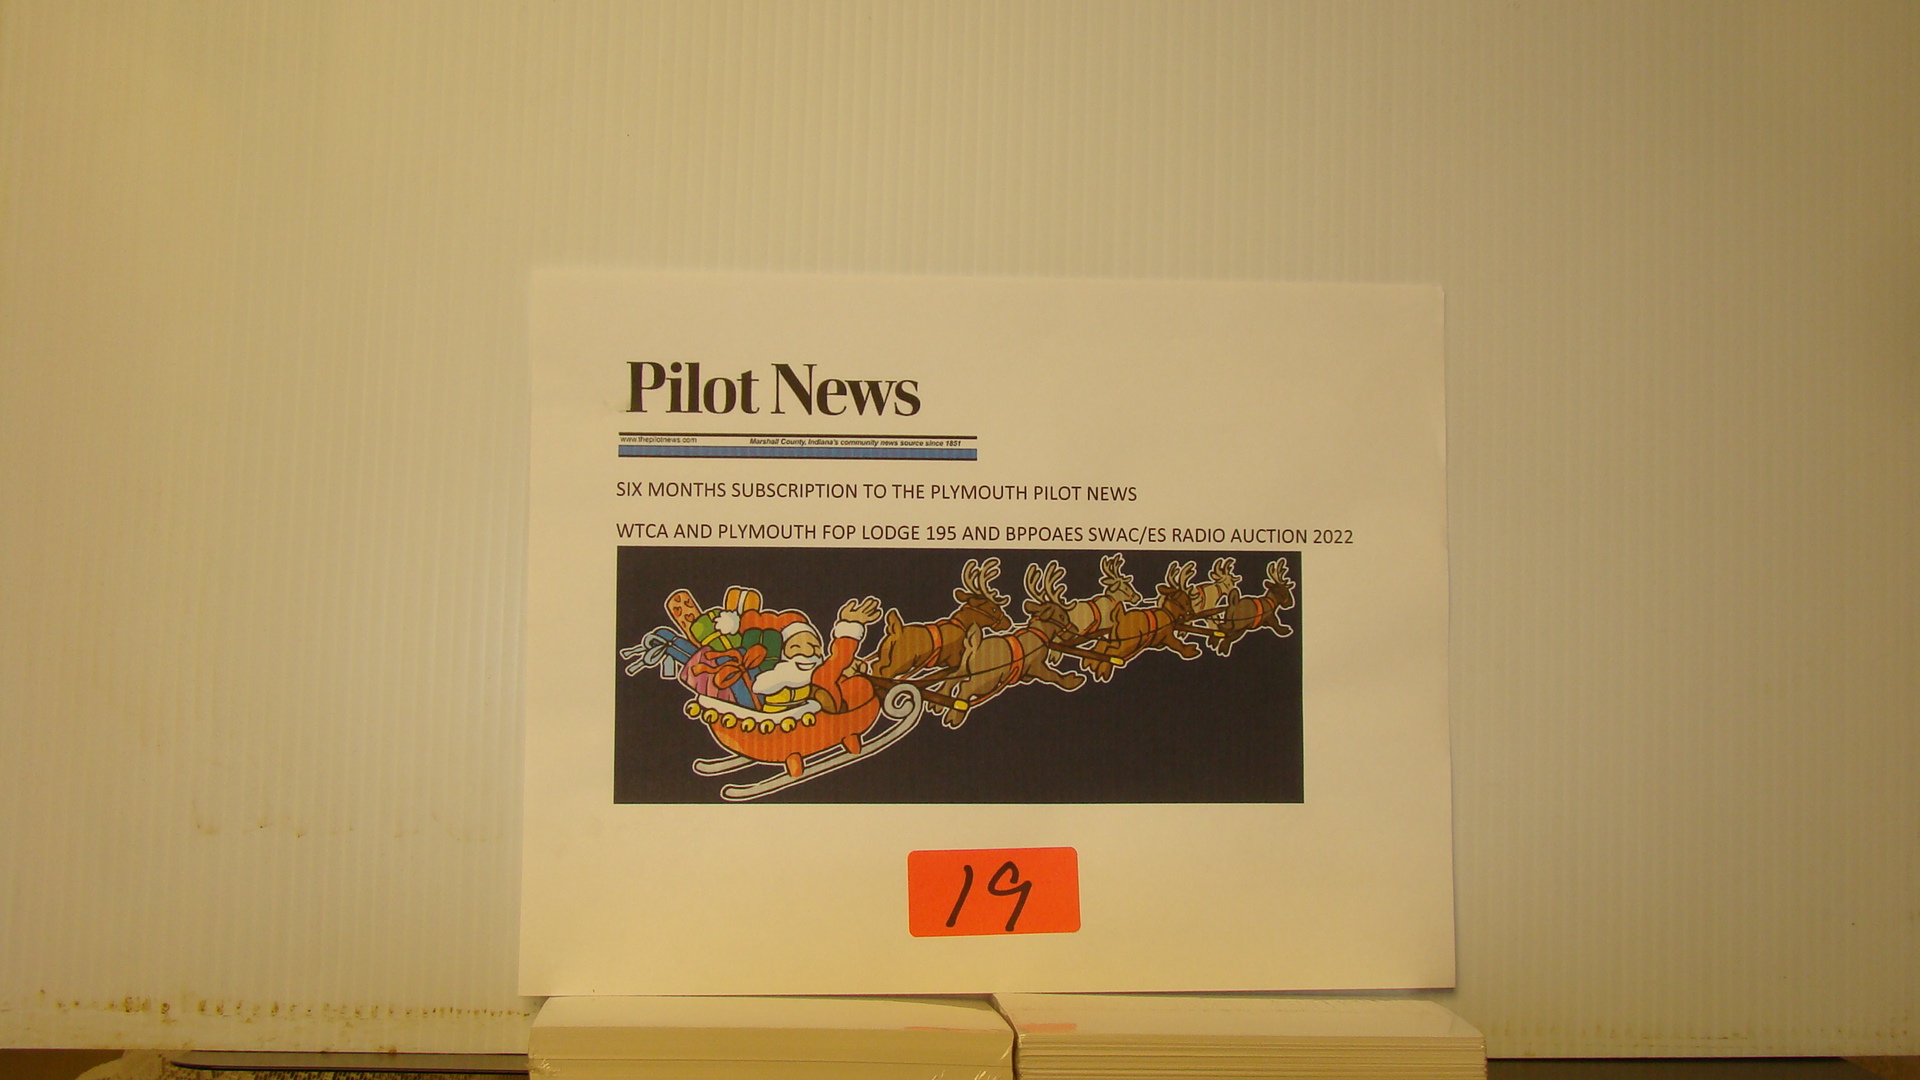 Pilot News
www.thepilotnews.com Marshall County, Indiana's community news source since 1851
SIX MONTHS SUBSCRIPTION TO THE PLYMOUTH PILOT NEWS
WTCA AND PLYMOUTH FOP LODGE 195 AND BPPOAES SWAC/ES RADIO AUCTION 2022
19